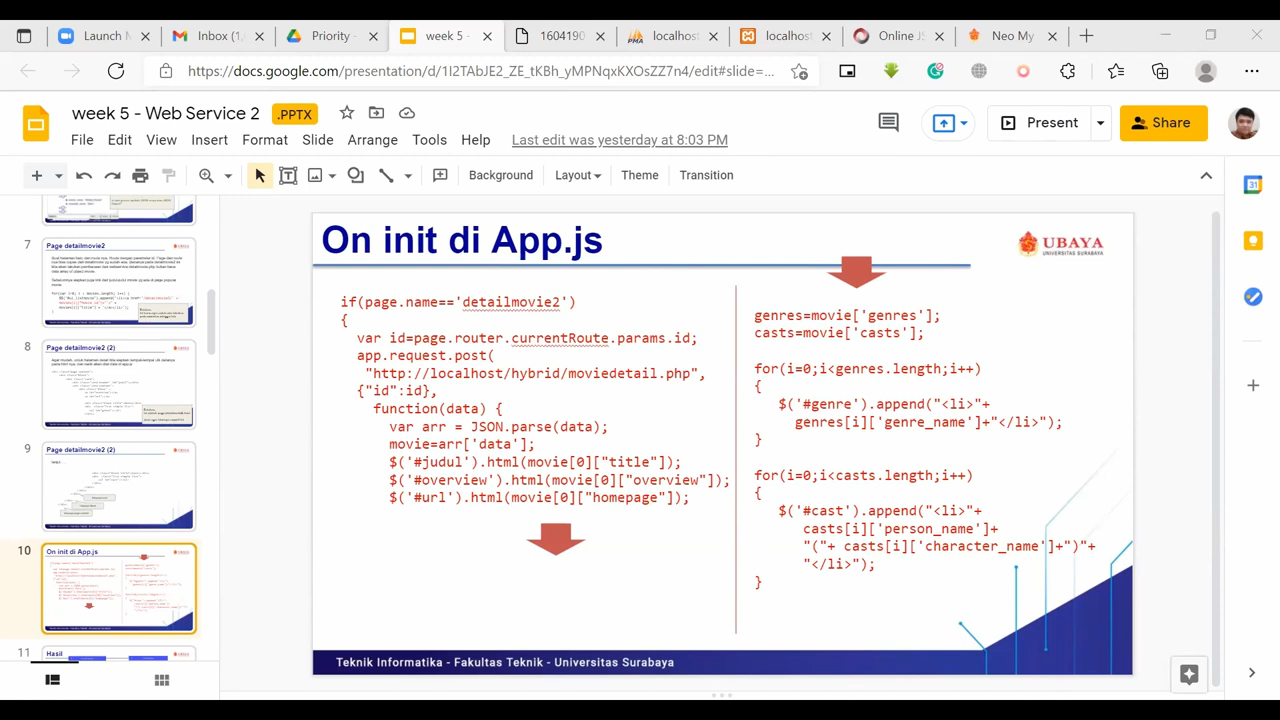 Launch M
Inbox (1,
Priority -
week 5 -
1604190
localhos
localhos
Online JS
Neo My
https://docs.google.com/presentation/d/1I2TAbJE2_ZE_tKBh_yMPNqxKXOsZZ7n4/edit#slide=...
week 5 - Web Service 2
.PPTX
File Edit View Insert Format Slide Arrange Tools Help
Last edit was yesterday at 8:03 PM
Present
Share
Background Layout Theme Transition
7
Page detailmovie2
8
Page detailmovie2 (2)
9
Page detailmovie2 (2)
10
On init di App.js
11
Hasil
On init di App.js
UBAYA
UNIVERSITAS SURABAYA
if(page.name=='detailmovie2')
{
var id=page.router.currentRoute.params.id;
app.request.post(
"http://localhost/hybrid/moviedetail.php",
{"id":id},
function(data) {
var arr = JSON.parse(data);
movie=arr['data'];
$('#judul').html(movie[0]["title"]);
$('#overview').html(movie[0]["overview"]);
$('#url').html(movie[0]["homepage"]);
genres=movie['genres'];
casts=movie['casts'];
for(i=0;i<genres.length;i++)
{
$('#genre').append("<li>"+
genres[i]['genre_name']+"</li>");
}
for(i=0;i<casts.length;i++)
{
$('#cast').append("<li>"+
casts[i]['person_name']+
"("+ casts[i]['character_name']+")"+
"</li>");
}
Teknik Informatika - Fakultas Teknik - Universitas Surabaya